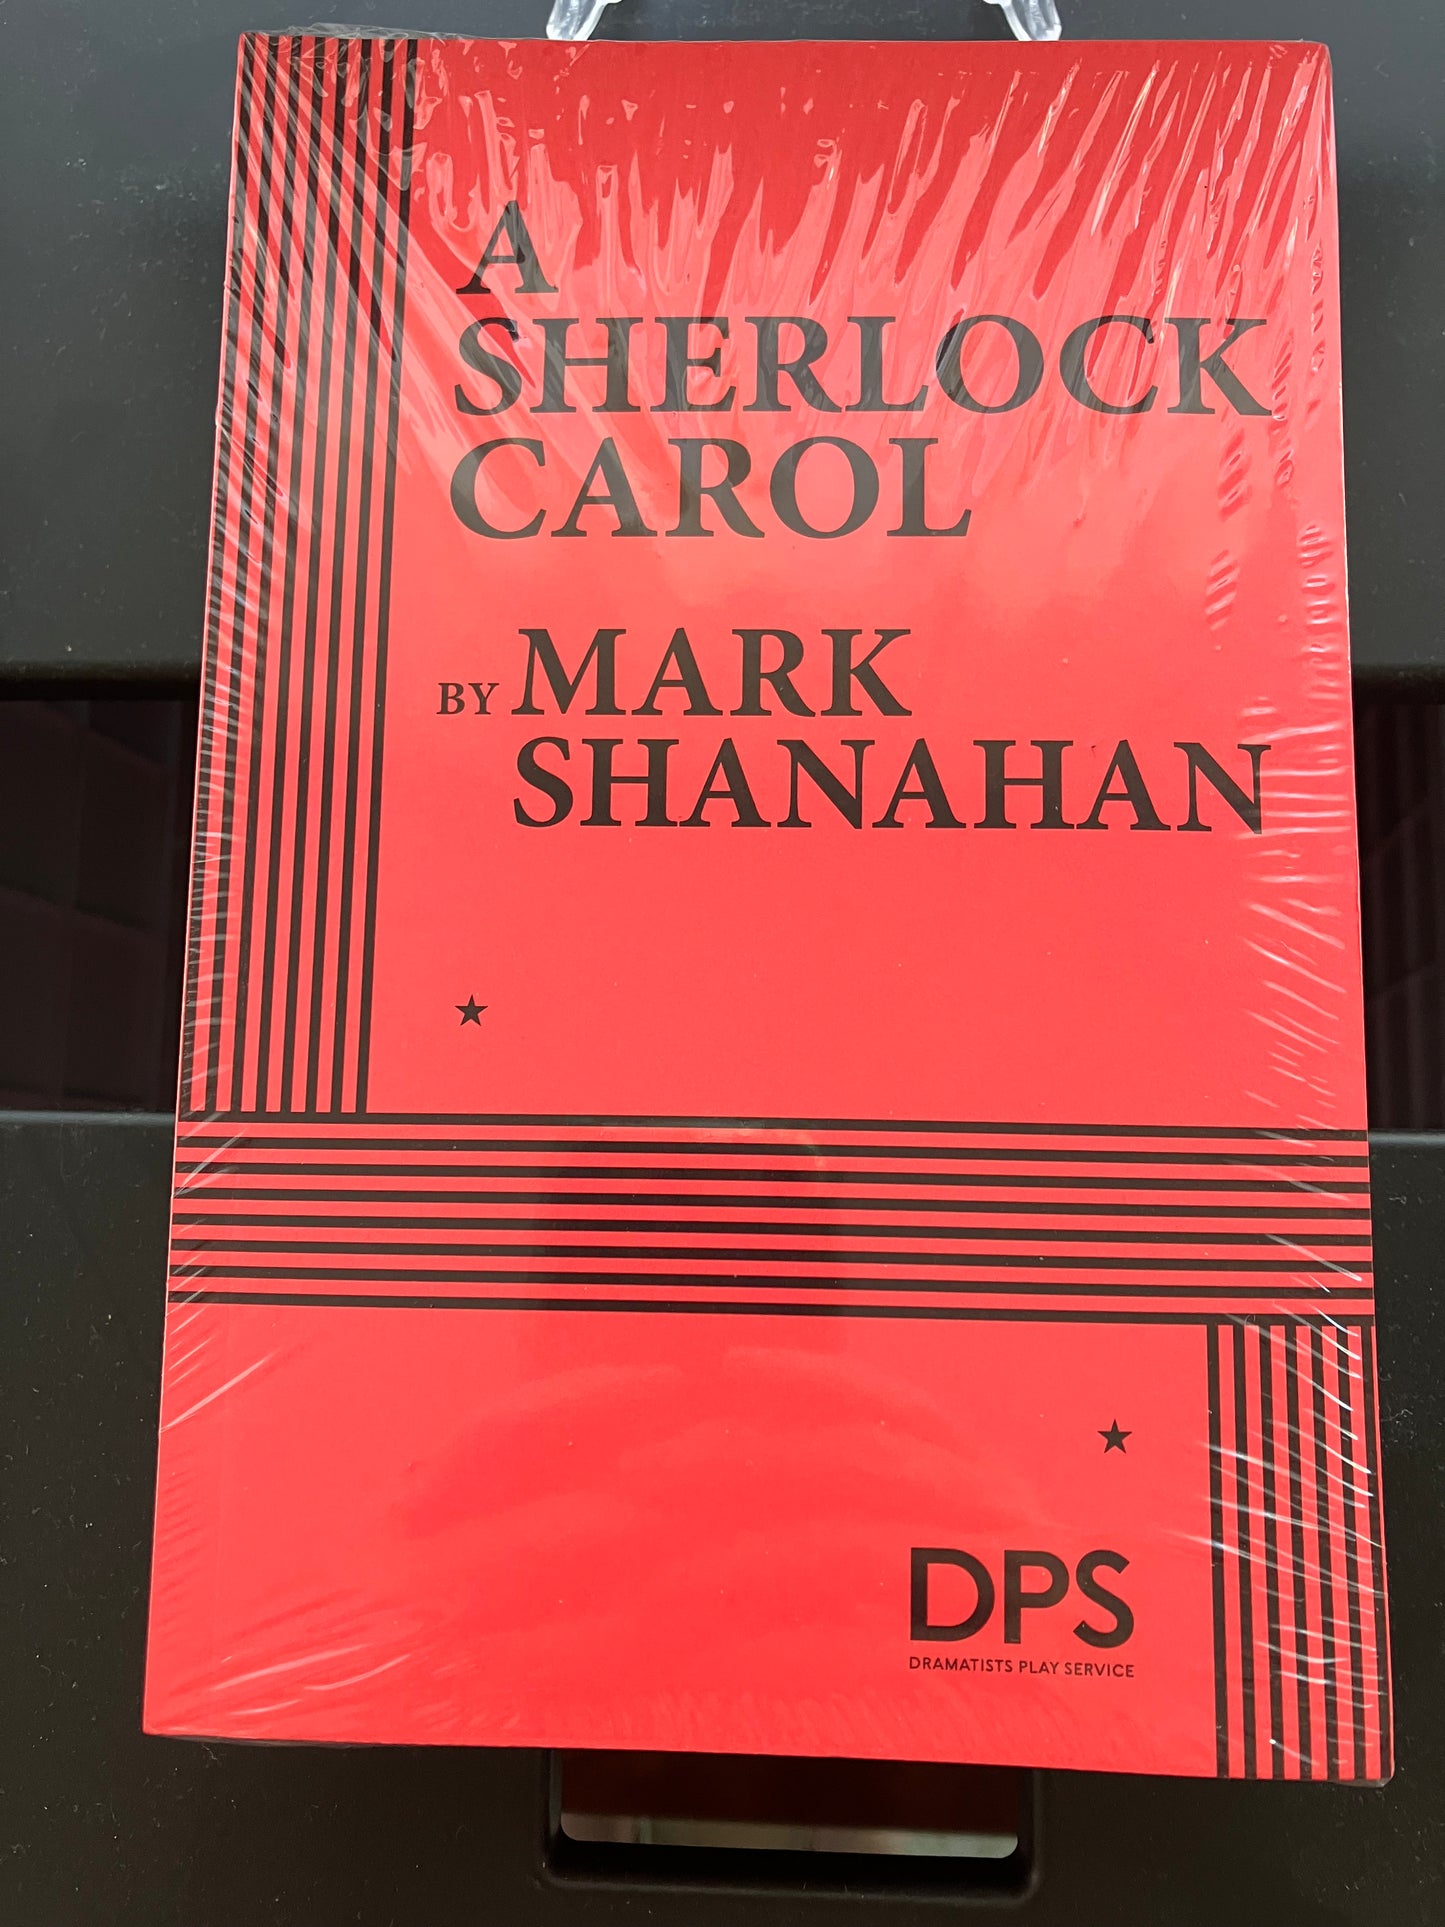 A
SHERLOCK
CAROL
BY MARK
SHANAHAN
DPS
DRAMATISTS PLAY SERVICE